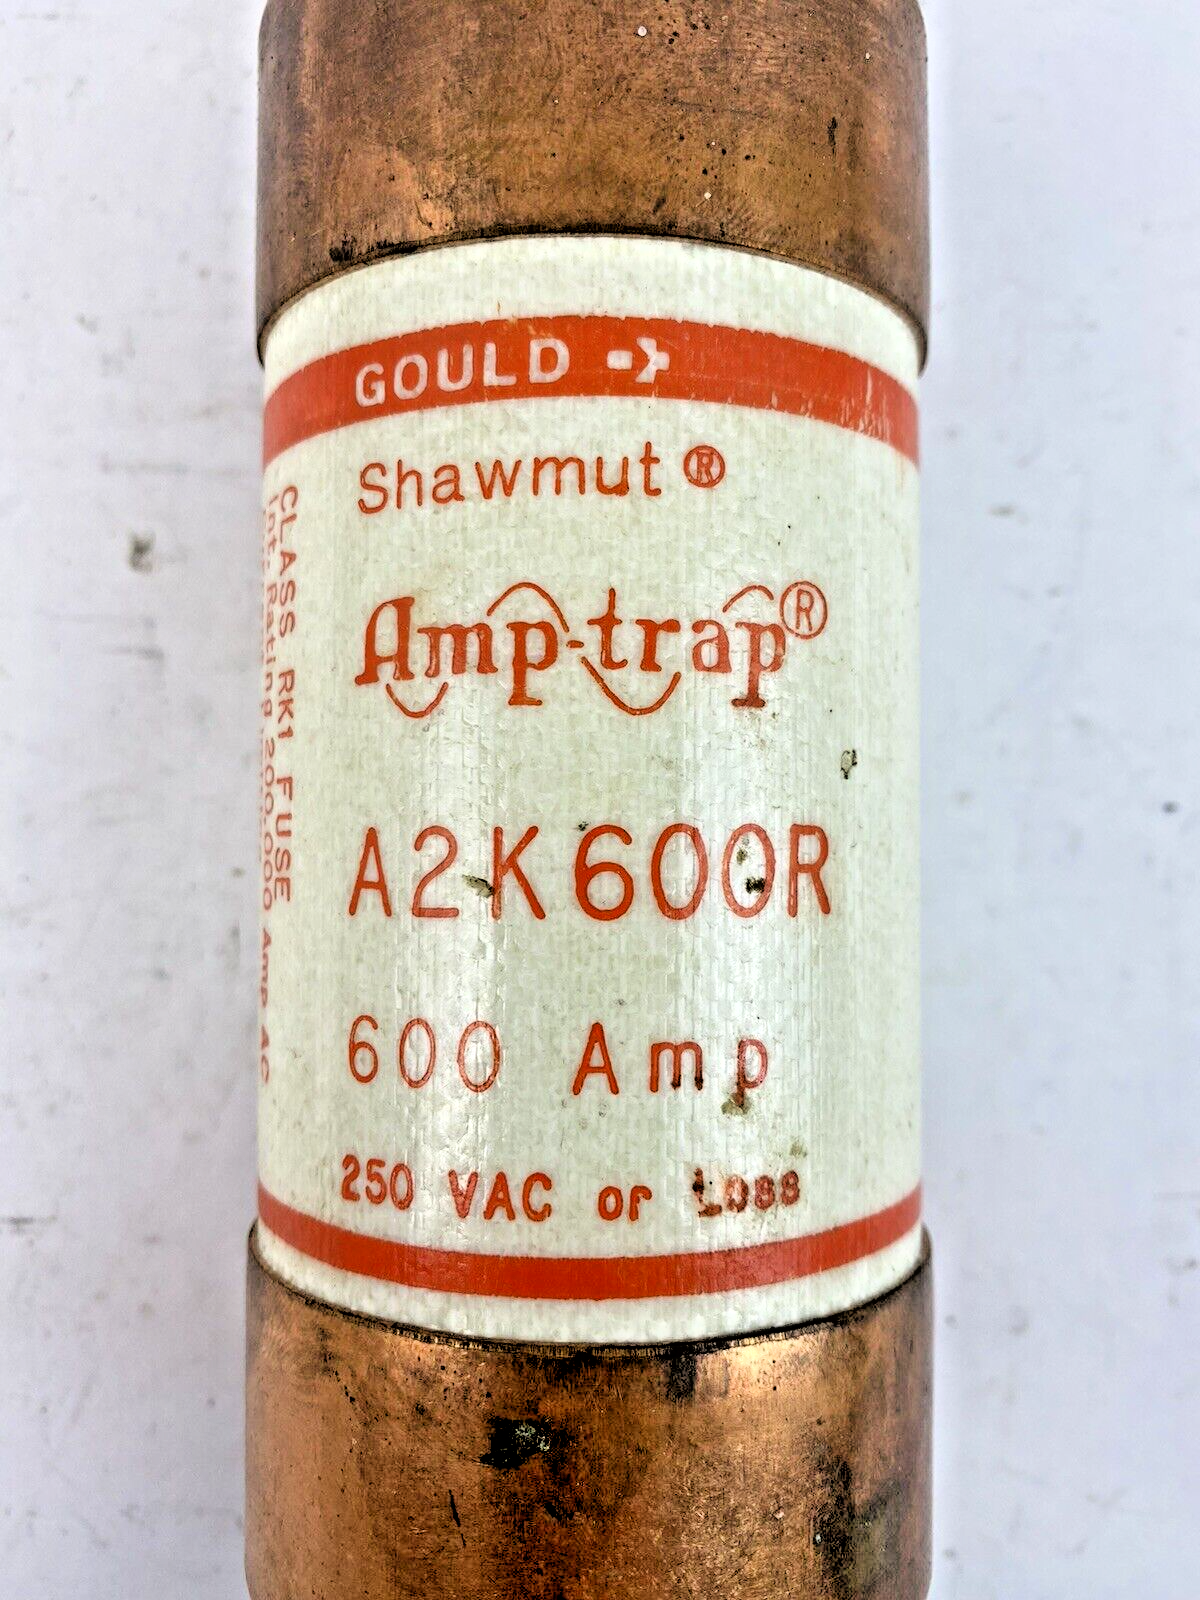 GOULD
Shawmut®
Amp-trap®
A2K600R
600 Amp
250 VAC or Less
CLASS RK1 FUSE
Int. Rating 200,000 Amp AC